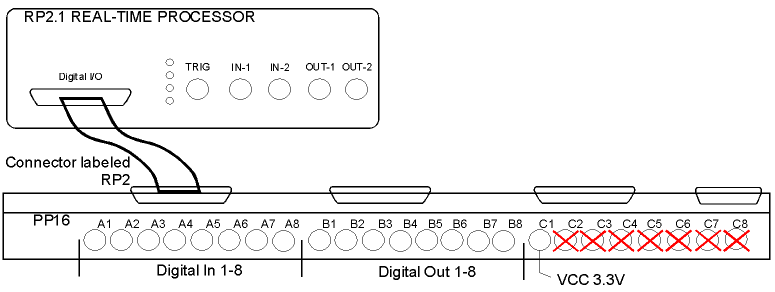 RP2.1 REAL-TIME PROCESSOR
TRIG IN-1 IN-2 OUT-1 OUT-2
Digital I/O
Connector labeled
RP2
PP16
A1 A2 A3 A4 A5 A6 A7 A8 B1 B2 B3 B4 B5 B6 B7 B8 C1 C2 C3 C4 C5 C6 C7 C8
Digital In 1-8 Digital Out 1-8
VCC 3.3V